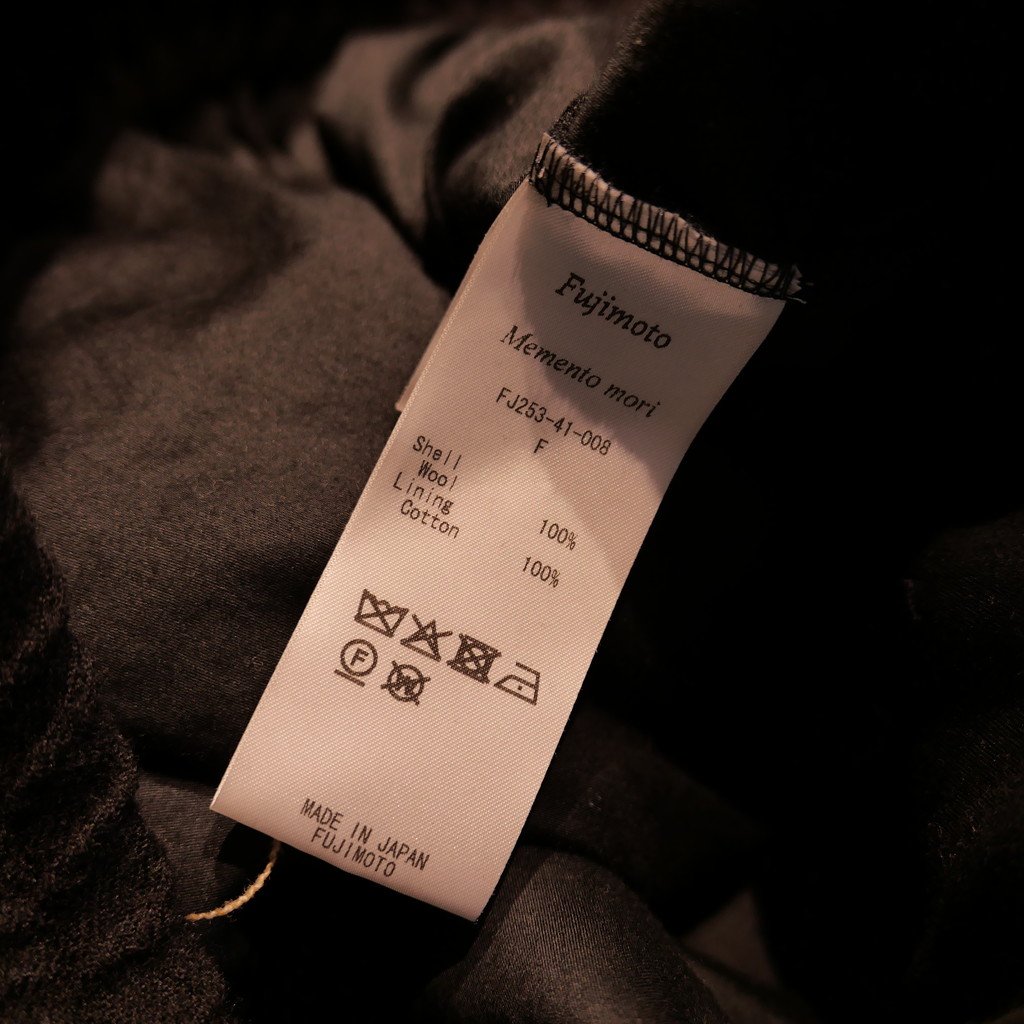 Fujimoto
Memento mori
FJ253-41-008
F
Shell
Wool 100%
Lining
Cotton 100%
F
W
MADE IN JAPAN
FUJIMOTO